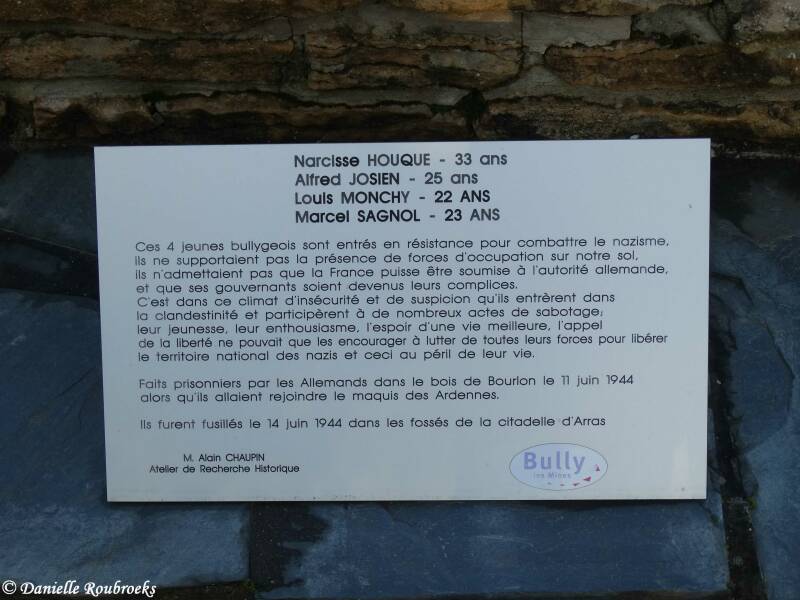 Narcisse HOUQUE - 33 ans
Alfred JOSIEN - 25 ans
Louis MONCHY - 22 ANS
Marcel SAGNOL - 23 ANS
Ces 4 jeunes bullygeois sont entrés en résistance pour combattre le nazisme,
ils ne supportaient pas la présence de forces d'occupation sur notre sol,
ils n'admettaient pas que la France puisse être soumise à l'autorité allemande,
et que ses gouvernants soient devenus leurs complices.
C'est dans ce climat d'insécurité et de suspicion qu'ils entrèrent dans
la clandestinité et participèrent à de nombreux actes de sabotage;
leur jeunesse, leur enthousiasme, l'espoir d'une vie meilleure, l'appel
de la liberté ne pouvait que les encourager à lutter de toutes leurs forces pour libérer
le territoire national des nazis et ceci au péril de leur vie.
Faits prisonniers par les Allemands dans le bois de Bourlon le 11 juin 1944
alors qu'ils allaient rejoindre le maquis des Ardennes.
Ils furent fusillés le 14 juin 1944 dans les fossés de la citadelle d'Arras
M. Alain CHAUPIN
Atelier de Recherche Historique
Bully
les Mines
© Danielle Roubroeks